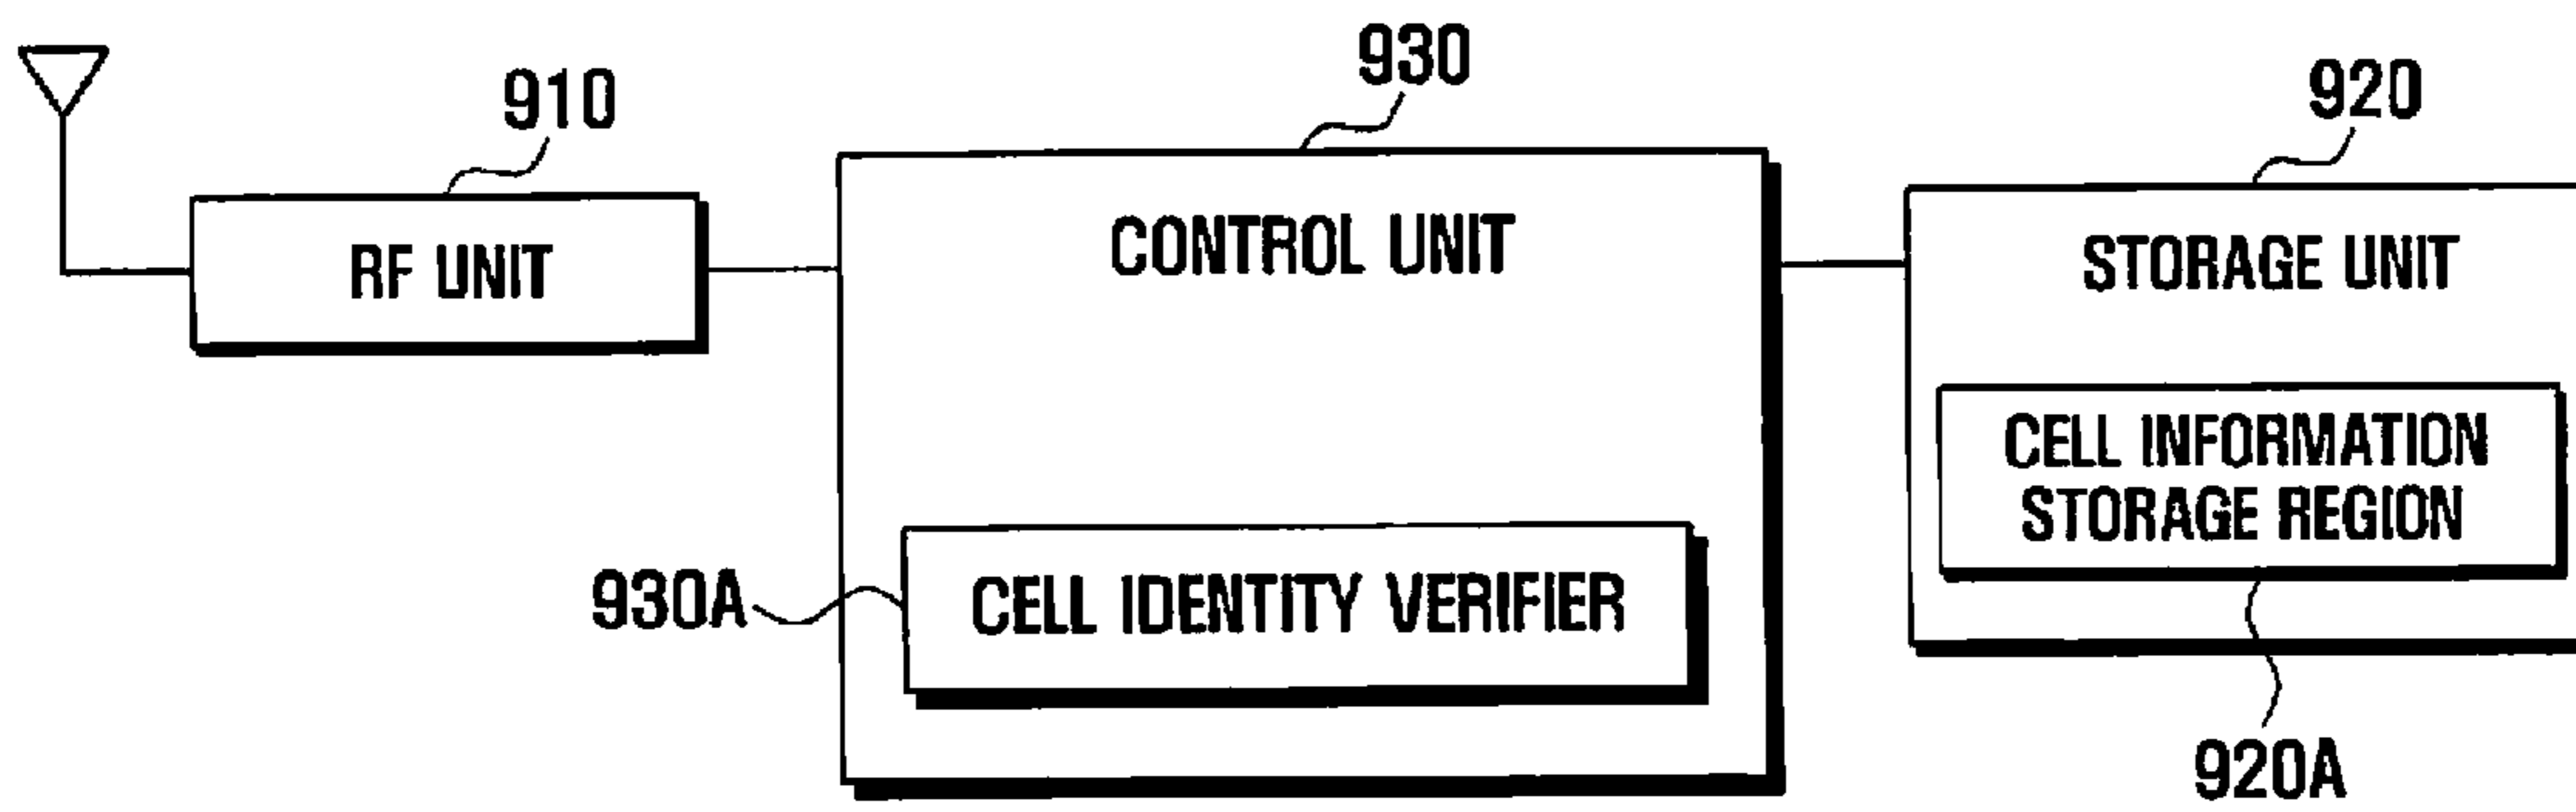 910
930
920
RF UNIT
CONTROL UNIT
STORAGE UNIT
CELL INFORMATION
STORAGE REGION
930A
CELL IDENTITY VERIFIER
920A